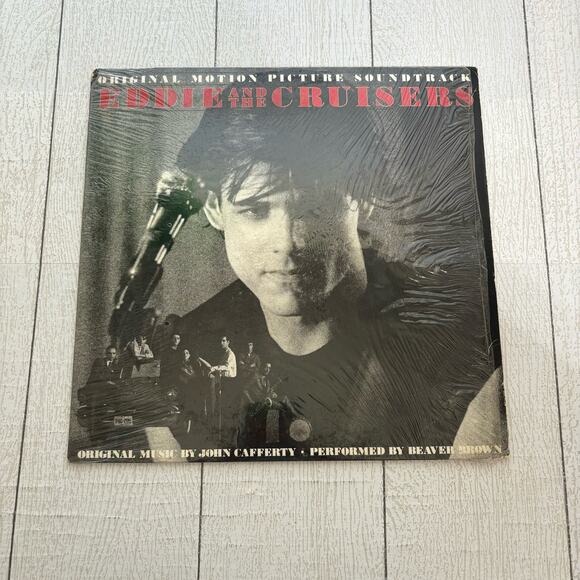 ORIGINAL MOTION PICTURE SOUNDTRACK
EDDIE AND THE CRUISERS
ORIGINAL MUSIC BY JOHN CAFFERTY • PERFORMED BY BEAVER BROWN